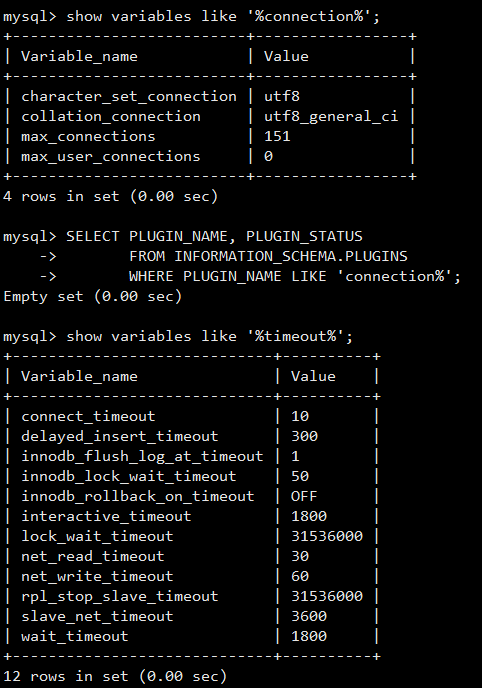 mysql> show variables like '%connection%';
+--------------------------+-----------------+
| Variable_name            | Value           |
+--------------------------+-----------------+
| character_set_connection | utf8            |
| collation_connection     | utf8_general_ci |
| max_connections          | 151             |
| max_user_connections     | 0               |
+--------------------------+-----------------+
4 rows in set (0.00 sec)

mysql> SELECT PLUGIN_NAME, PLUGIN_STATUS
    ->        FROM INFORMATION_SCHEMA.PLUGINS
    ->        WHERE PLUGIN_NAME LIKE 'connection%';
Empty set (0.00 sec)

mysql> show variables like '%timeout%';
+-----------------------------+----------+
| Variable_name               | Value    |
+-----------------------------+----------+
| connect_timeout             | 10       |
| delayed_insert_timeout      | 300      |
| innodb_flush_log_at_timeout | 1        |
| innodb_lock_wait_timeout    | 50       |
| innodb_rollback_on_timeout  | OFF      |
| interactive_timeout         | 1800     |
| lock_wait_timeout           | 31536000 |
| net_read_timeout            | 30       |
| net_write_timeout           | 60       |
| rpl_stop_slave_timeout      | 31536000 |
| slave_net_timeout           | 3600     |
| wait_timeout                | 1800     |
+-----------------------------+----------+
12 rows in set (0.00 sec)